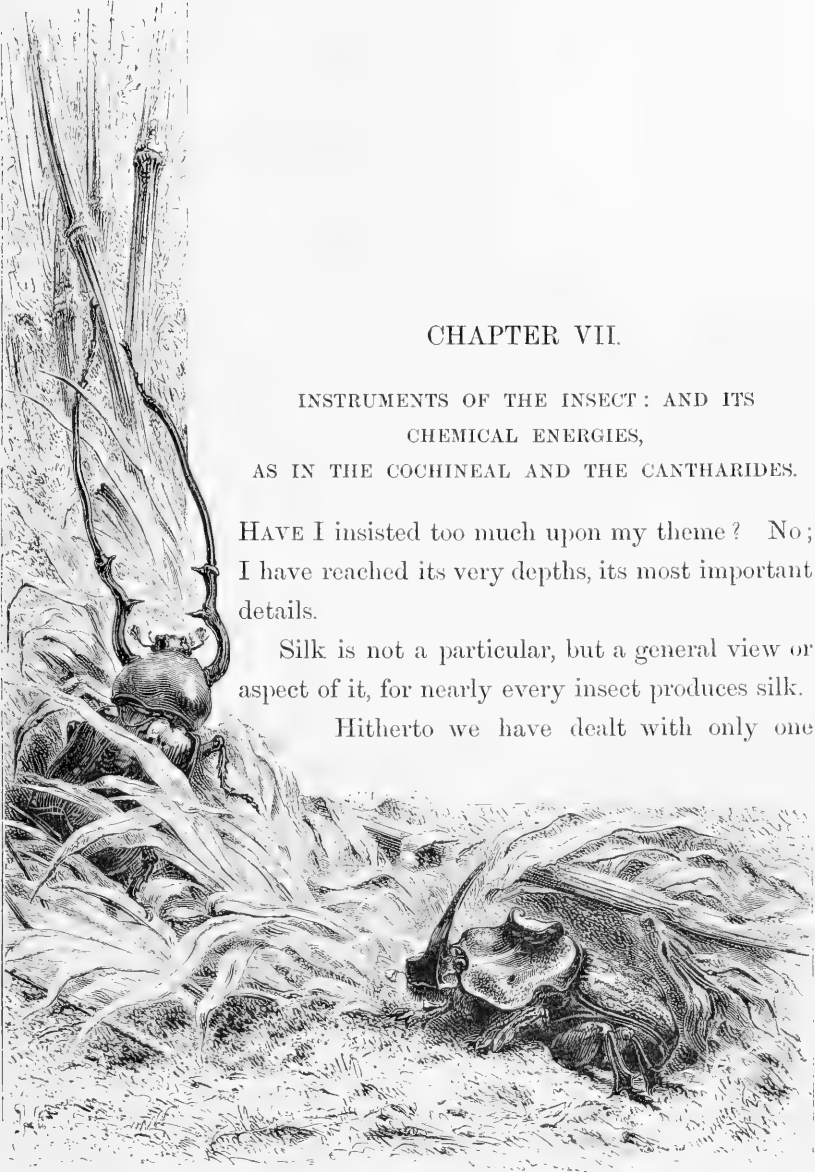 CHAPTER VII.
INSTRUMENTS OF THE INSECT: AND ITS
CHEMICAL ENERGIES,
AS IN THE COCHINEAL AND THE CANTHARIDES.
HAVE I insisted too much upon my theme? No;
I have reached its very depths, its most important
details.
Silk is not a particular, but a general view or
aspect of it, for nearly every insect produces silk.
Hitherto we have dealt with only one